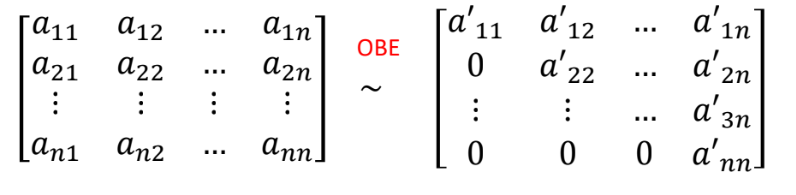 [a₁₁ a₁₂ ... a₁ₙ] OBE [a′₁₁ a′₁₂ ... a′₁ₙ]
[a₂₁ a₂₂ ... a₂ₙ] ~ [0 a′₂₂ ... a′₂ₙ]
[⋮ ⋮ ⋮ ⋮] [⋮ ⋮ ... a′₃ₙ]
[aₙ₁ aₙ₂ ... aₙₙ] [0 0 0 a′ₙₙ]